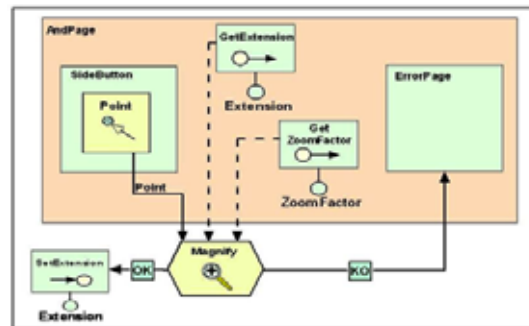 AndPage
GetExtension
SideButton
ErrorPage
Point
Extension
Get
ZoomFactor
Point
ZoomFactor
Magnify
SetExtension
OK
KO
Extension